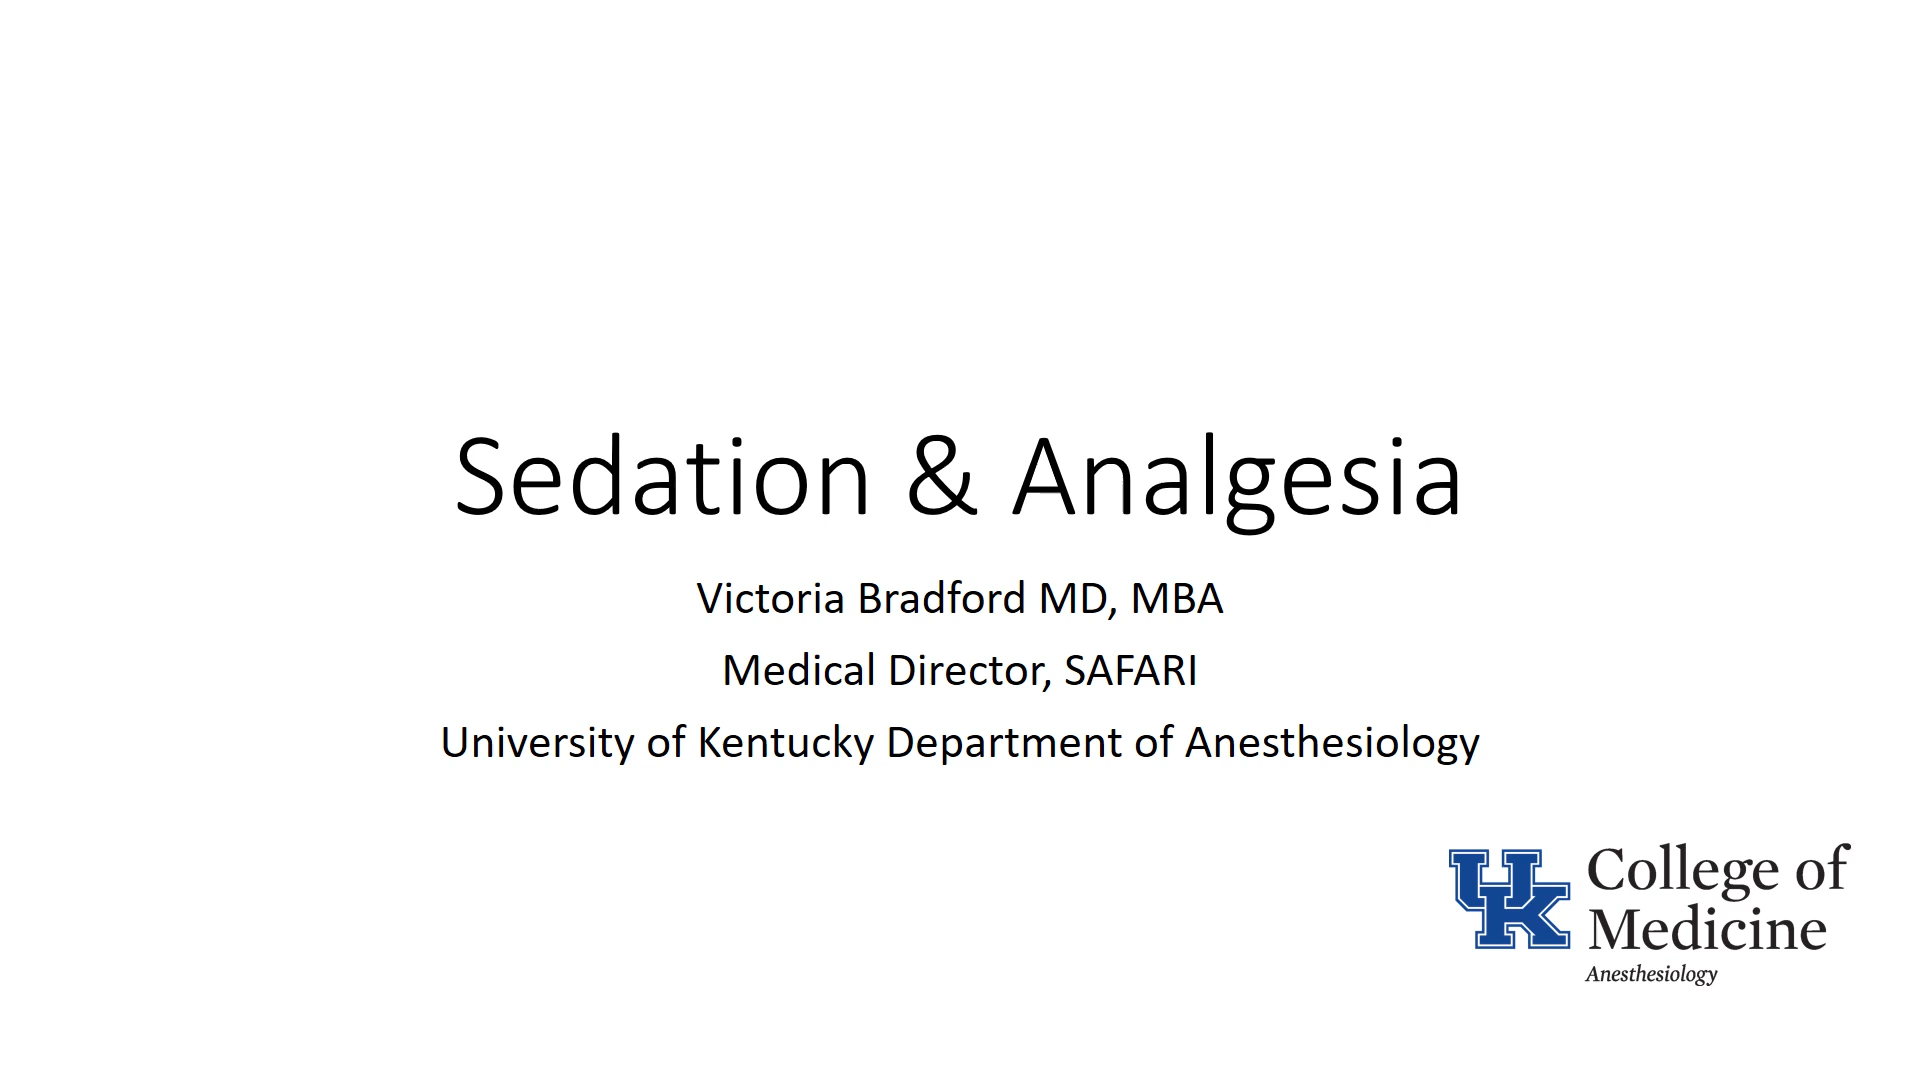 Sedation & Analgesia
Victoria Bradford MD, MBA
Medical Director, SAFARI
University of Kentucky Department of Anesthesiology
UK
College of
Medicine
Anesthesiology